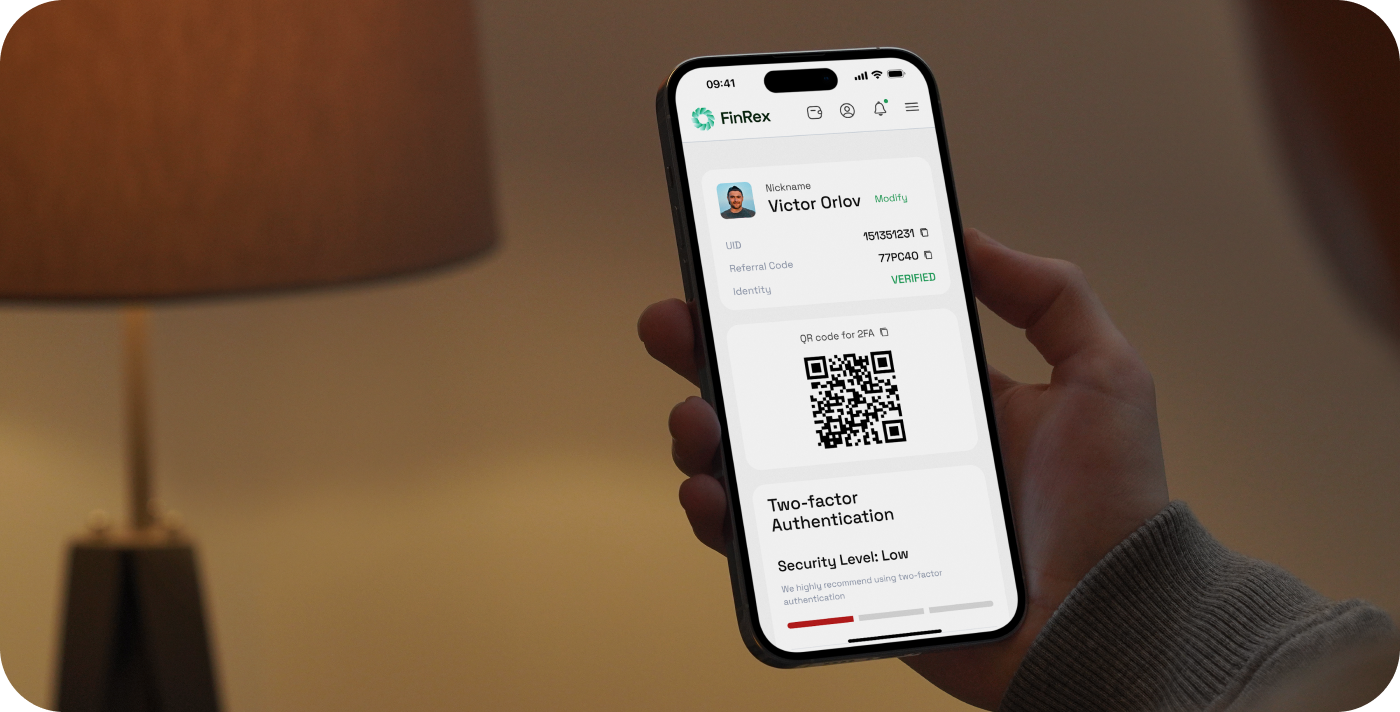 09:41
FinRex
Nickname
Victor Orlov Modify
UID 151351231
Referral Code 77PC40
Identity VERIFIED
QR code for 2FA
Two-factor
Authentication
Security Level: Low
We highly recommend using two-factor
authentication